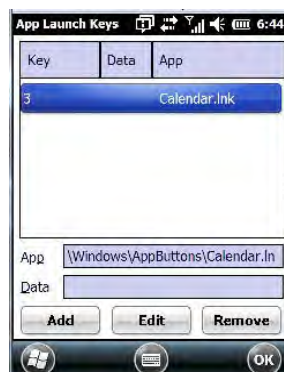 App Launch Keys 6:44
Key Data App
3 Calendar.lnk
App \Windows\AppButtons\Calendar.ln
Data
Add Edit Remove
OK